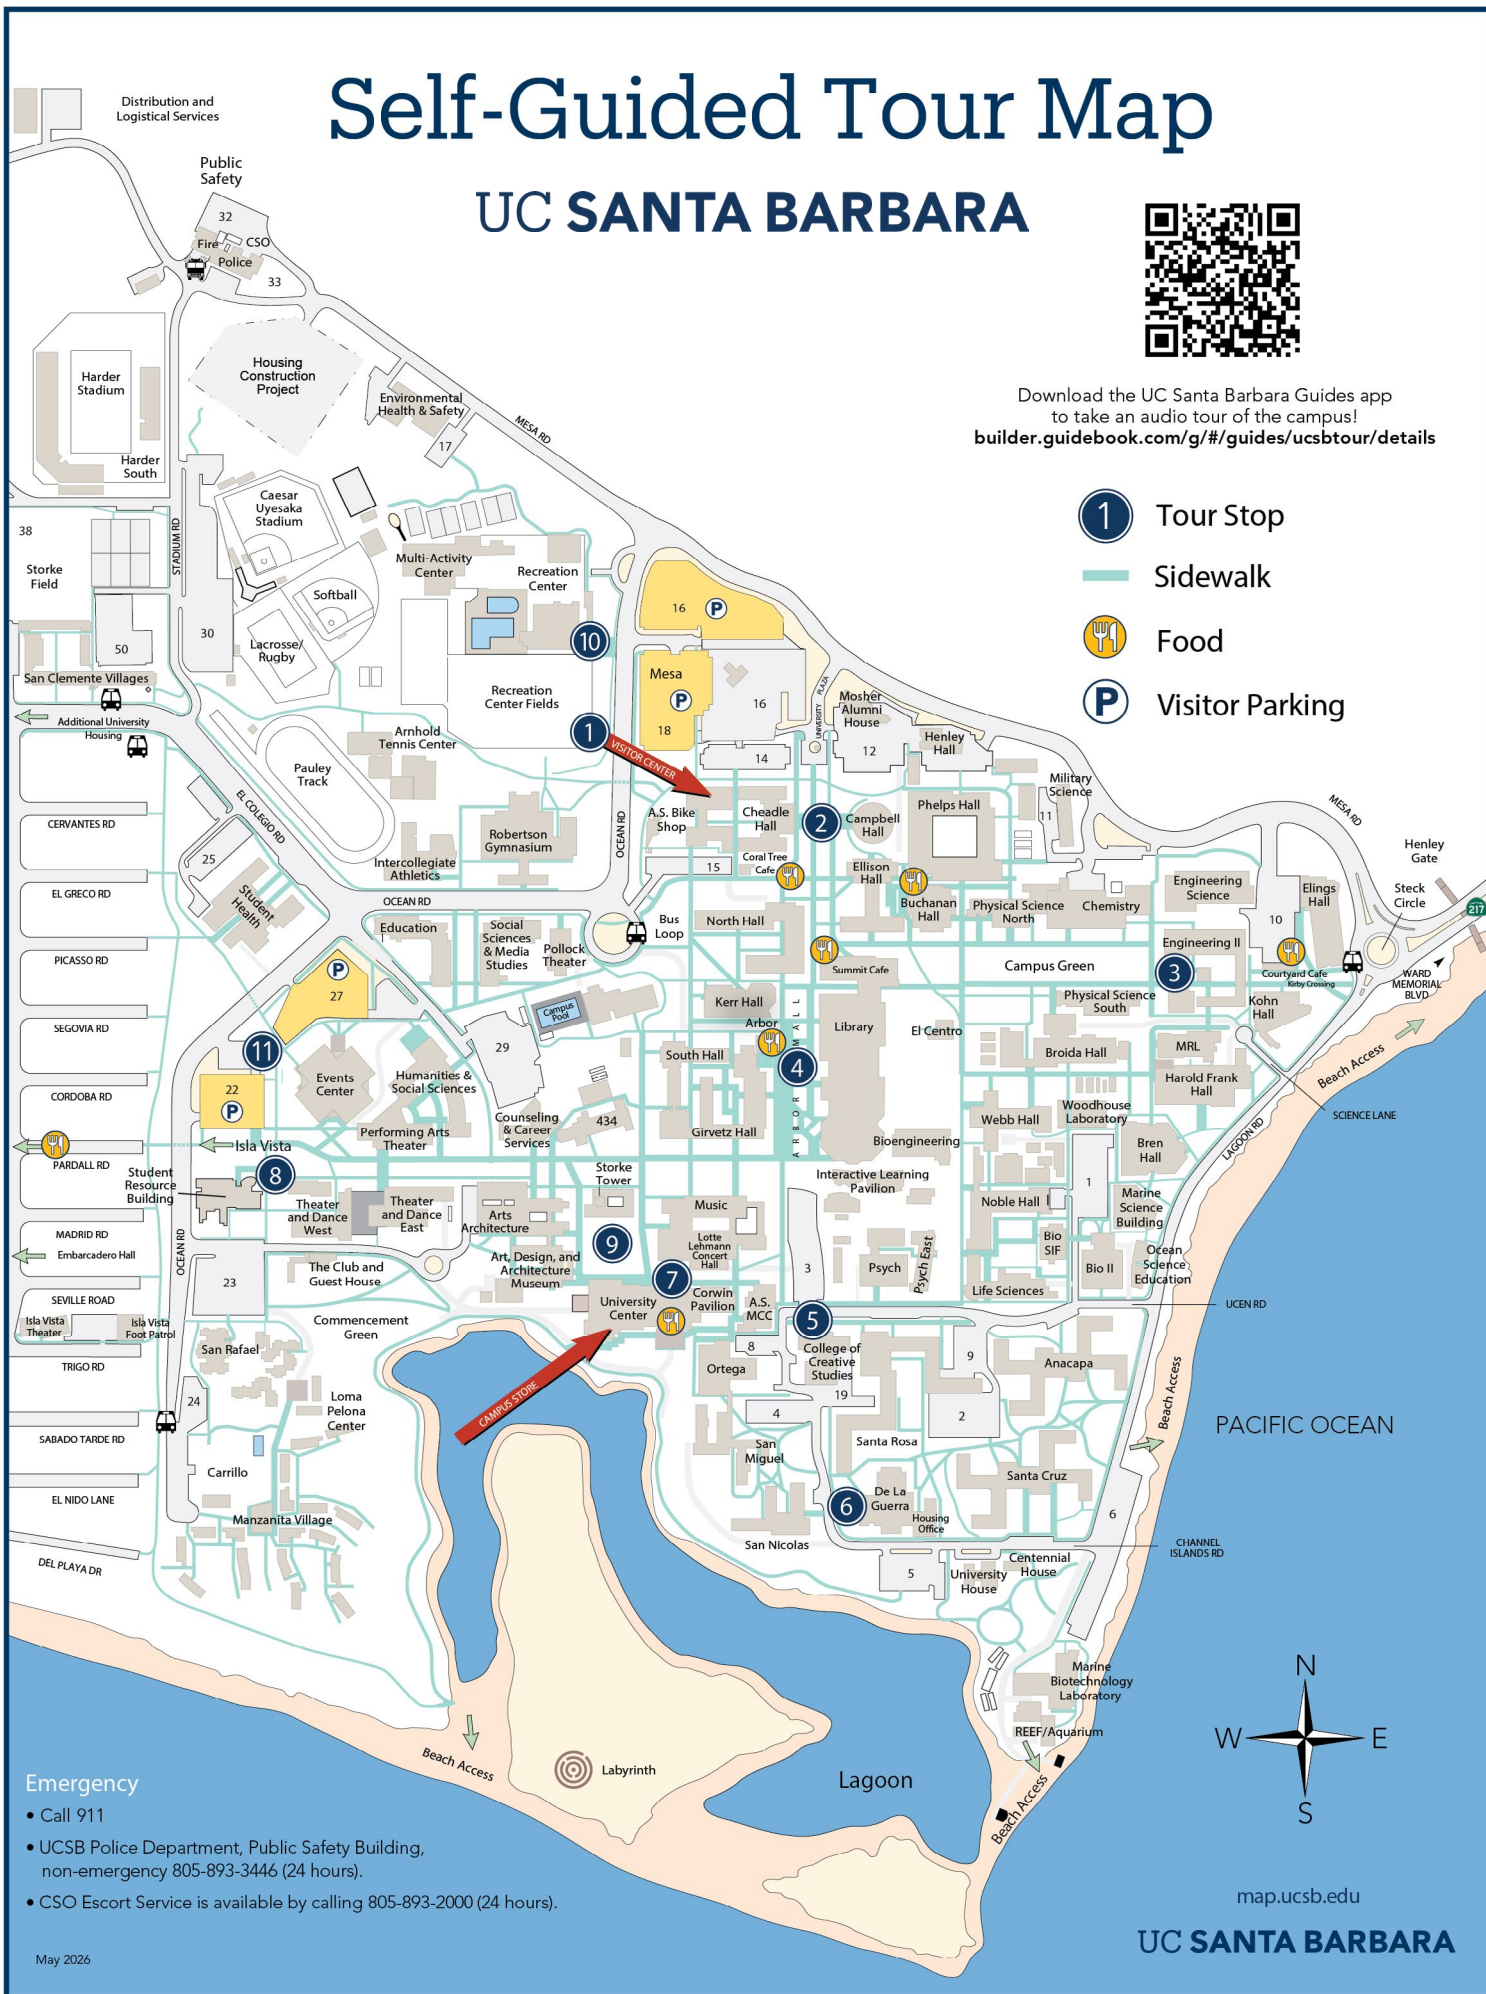 Self-Guided Tour Map
UC SANTA BARBARA
Distribution and
Logistical Services
Public
Safety
32
Fire
CSO
Police
33
Download the UC Santa Barbara Guides app
to take an audio tour of the campus!
builder.guidebook.com/g/#/guides/ucsbtour/details
1 Tour Stop
Sidewalk
Food
P Visitor Parking
Harder
Stadium
Harder
South
Housing
Construction
Project
Environmental
Health & Safety
17
MESA RD
38
Storke
Field
STADIUM RD
Caesar
Uyesaka
Stadium
C
Softball
Multi-Activity
Center
Recreation
Center
16
P
10
50
30
Lacrosse/
Rugby
San Clemente Villages
Additional University
Housing
Recreation
Center Fields
Mesa
P
18
16
1
VISITOR CENTER
14
UNIVERSITY PLAZA
Mosher
Alumni
House
12
Henley
Hall
Arnhold
Tennis Center
Pauley
Track
EL COLEGIO RD
Military
Science
11
MESA RD
Henley
Gate
Steck
Circle
217
CERVANTES RD
25
Student
Health
Robertson
Gymnasium
Intercollegiate
Athletics
OCEAN RD
A.S. Bike
Shop
Cheadle
Hall
2
Campbell
Hall
Phelps Hall
15
Coral Tree
Cafe
Ellison
Hall
Buchanan
Hall
Physical Science
North
Chemistry
Engineering
Science
10
Elings
Hall
EL GRECO RD
OCEAN RD
Education
Social
Sciences
& Media
Studies
Pollock
Theater
Bus
Loop
North Hall
Summit Cafe
Campus Green
Engineering II
3
Courtyard Cafe
Kirby Crossing
WARD
MEMORIAL
BLVD
PICASSO RD
P
27
Campus
Pool
Kerr Hall
Arbor
Library
El Centro
Physical Science
South
Kohn
Hall
SEGOVIA RD
11
29
South Hall
4
ARBOR MALL
Broida Hall
MRL
Harold Frank
Hall
Beach Access
SCIENCE LANE
22
P
Events
Center
Humanities &
Social Sciences
CORDOBA RD
Counseling
& Career
Services
434
Girvetz Hall
Webb Hall
Woodhouse
Laboratory
Bren
Hall
LAGOON RD
Performing Arts
Theater
Isla Vista
Bioengineering
PARDALL RD
Student
Resource
Building
8
Storke
Tower
Interactive Learning
Pavilion
1
Theater
and Dance
West
Theater
and Dance
East
Arts
Architecture
Music
Noble Hall
Marine
Science
Building
MADRID RD
Embarcadero Hall
OCEAN RD
9
Lotte
Lehmann
Concert
Hall
Psych
Psych East
Bio
SIF
Bio II
Ocean
Science
Education
3
23
The Club and
Guest House
Art, Design, and
Architecture
Museum
7
Life Sciences
SEVILLE ROAD
University
Center
Corwin
Pavilion
A.S.
MCC
5
UCEN RD
Isla Vista
Theater
Isla Vista
Foot Patrol
Commencement
Green
TRIGO RD
San Rafael
8
College of
Creative
Studies
9
Anacapa
Ortega
19
CAMPUS STORE
24
Loma
Pelona
Center
4
2
Beach Access
PACIFIC OCEAN
SABADO TARDE RD
San
Miguel
Santa Rosa
Carrillo
Santa Cruz
EL NIDO LANE
De La
Guerra
6
Housing
Office
6
Manzanita Village
San Nicolas
CHANNEL
ISLANDS RD
DEL PLAYA DR
5
University
House
Centennial
House
Marine
Biotechnology
Laboratory
REEF/Aquarium
Beach Access
Beach Access
Labyrinth
Lagoon
N
W
E
S
Emergency
• Call 911
• UCSB Police Department, Public Safety Building,
non-emergency 805-893-3446 (24 hours).
• CSO Escort Service is available by calling 805-893-2000 (24 hours).
May 2026
map.ucsb.edu
UC SANTA BARBARA